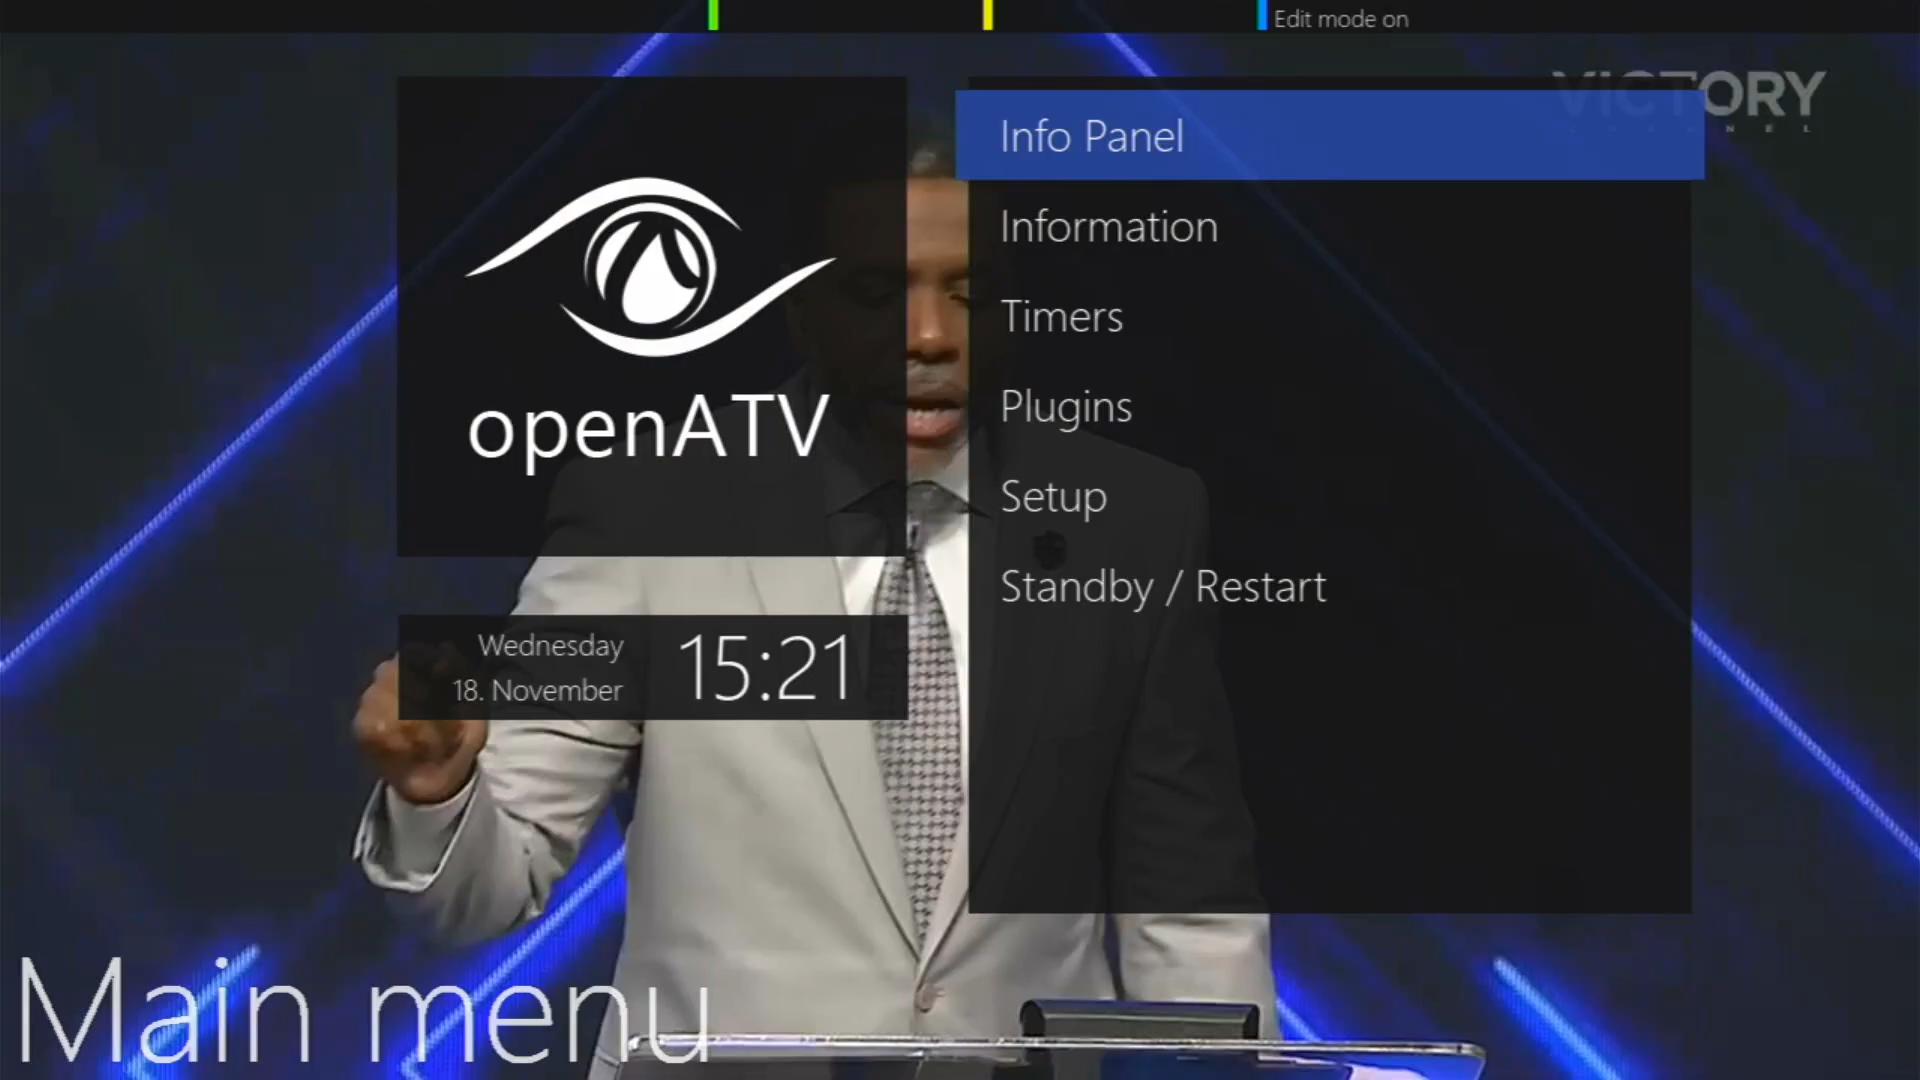 Edit mode on
VICTORY
openATV
Info Panel
Information
Timers
Plugins
Setup
Standby / Restart
Wednesday
18. November
15:21
Main menu